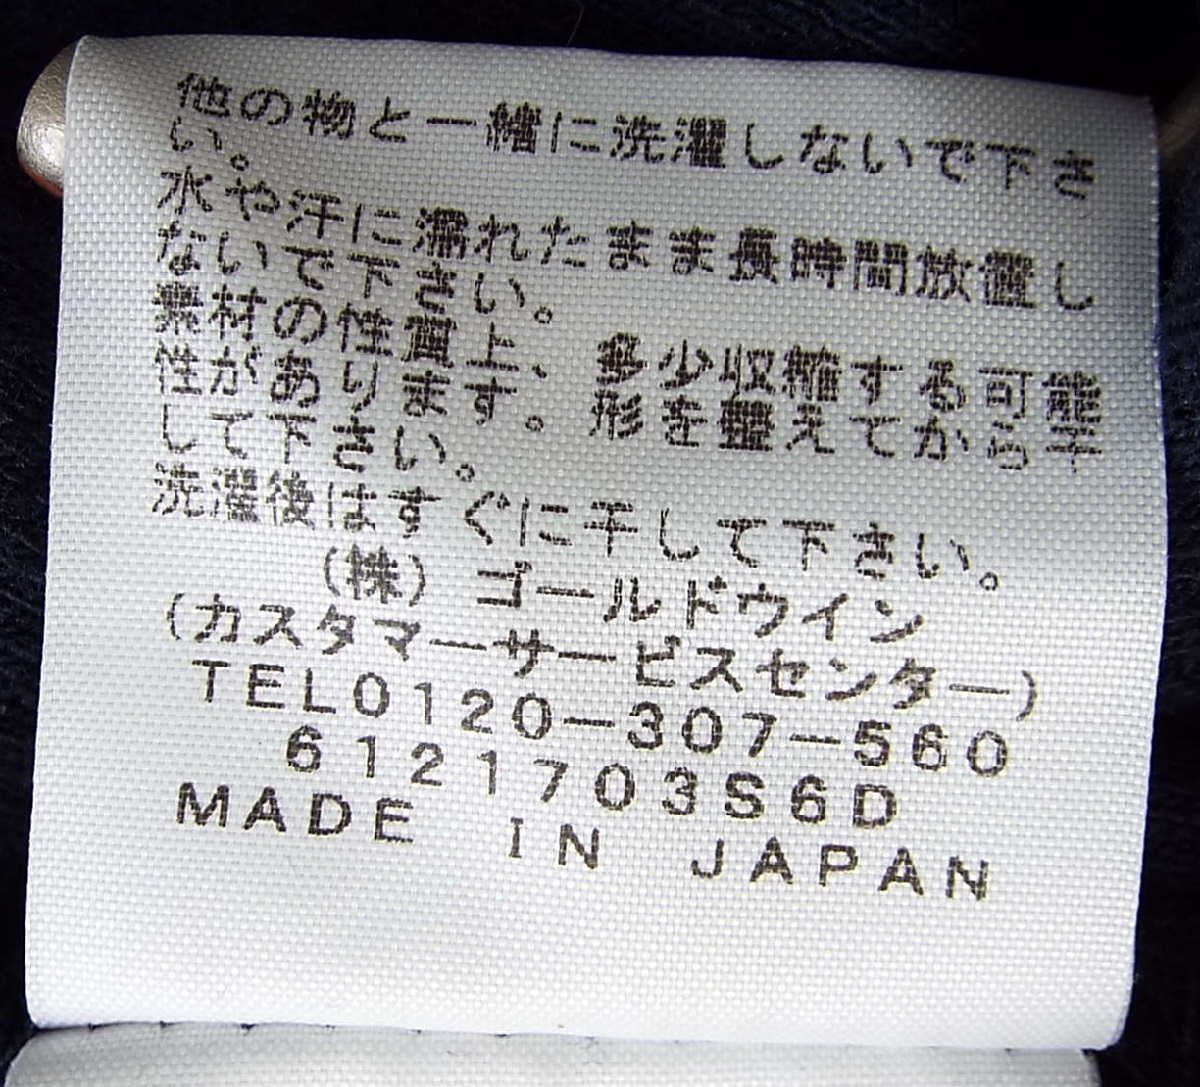 他の物と一緒に洗濯しないで下さ
い。
水や汗に濡れたまま長時間放置し
ないで下さい。
素材の性質上、多少収縮する可能
性があります。形を整えてから干
して下さい。
洗濯後はすぐに干して下さい。
(株) ゴールドウイン
(カスタマーサービスセンター)
TEL0120-307-560
6121703S6D
MADE IN JAPAN